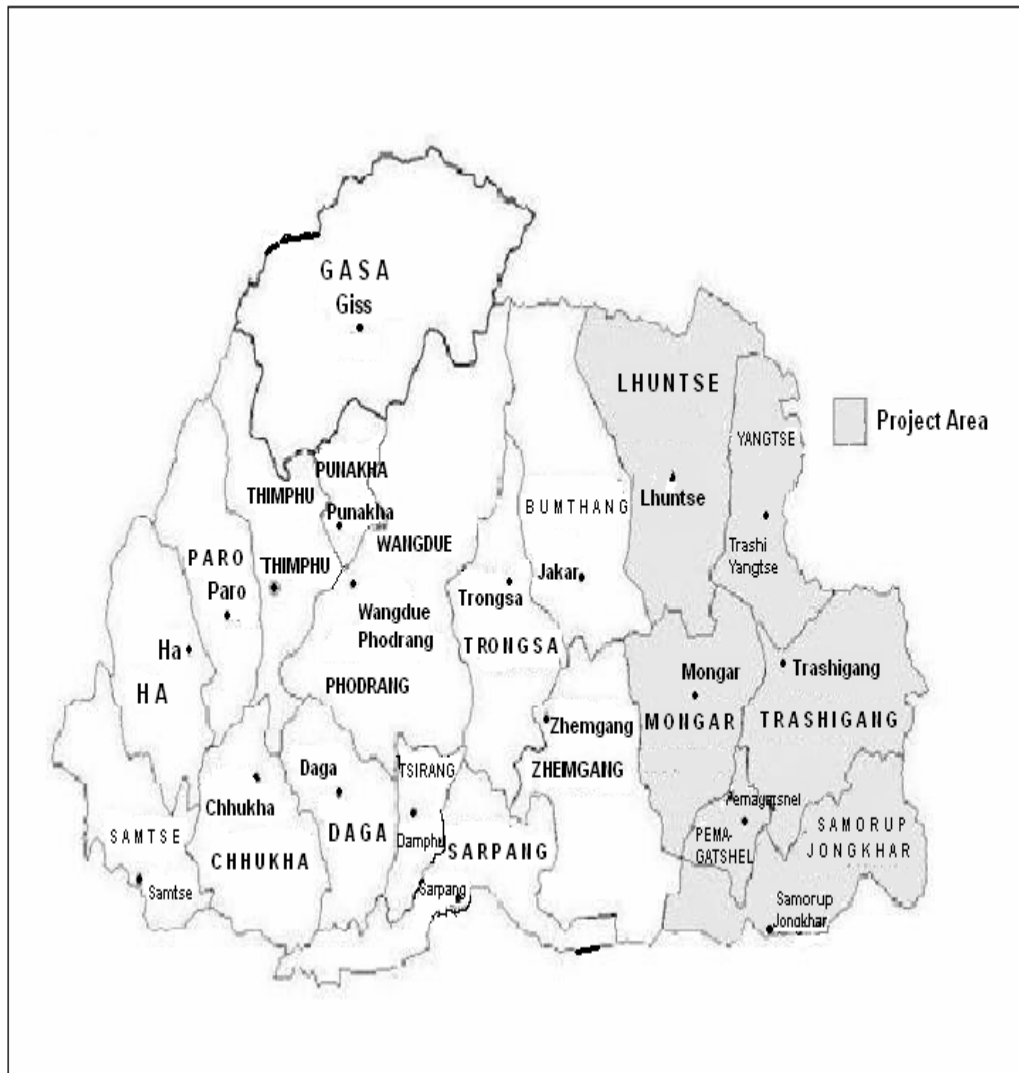 GASA
Giss
LHUNTSE
Project Area
YANGTSE
PUNAKHA
THIMPHU
Lhuntse
BUMTHANG
Punakha
WANGDUE
Trashi
Yangtse
PARO
THIMPHU
Jakar
Paro
Trongsa
Wangdue
Phodrang
Ha
TRONGSA
Mongar
Trashigang
PHODRANG
HA
MONGAR
TRASHIGANG
Zhemgang
Daga
TSIRANG
ZHEMGANG
Chhukha
Pemagatsnel
SAMTSE
DAGA
Damphu
SARPANG
PEMA-
GATSHEL
SAMORUP
JONGKHAR
CHHUKHA
Samtse
Sarpang
Samorup
Jongkhar